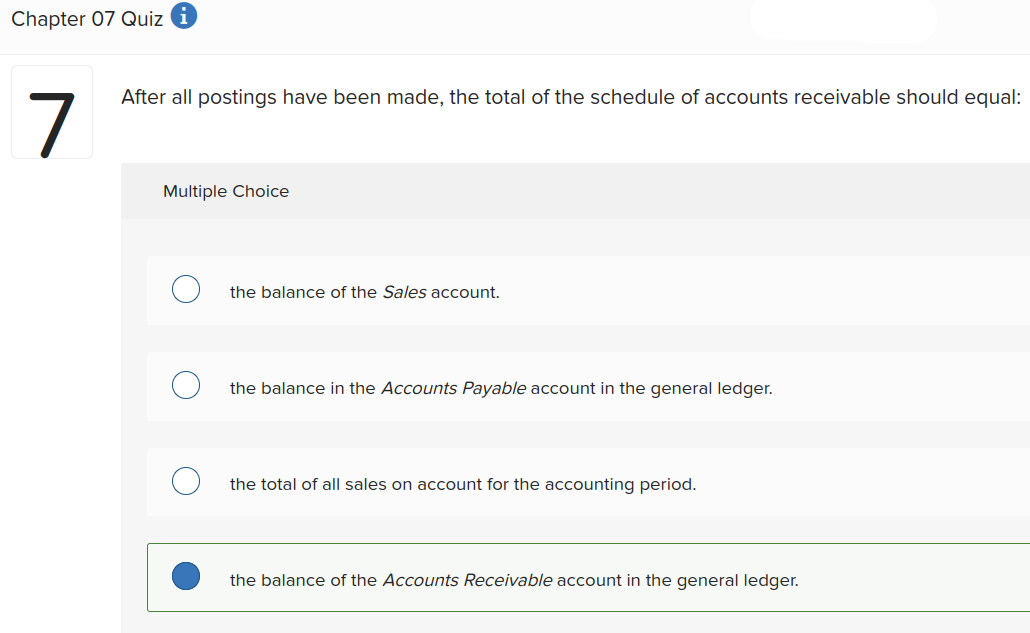 Chapter 07 Quiz i
7
After all postings have been made, the total of the schedule of accounts receivable should equal:
Multiple Choice
the balance of the Sales account.
the balance in the Accounts Payable account in the general ledger.
the total of all sales on account for the accounting period.
the balance of the Accounts Receivable account in the general ledger.